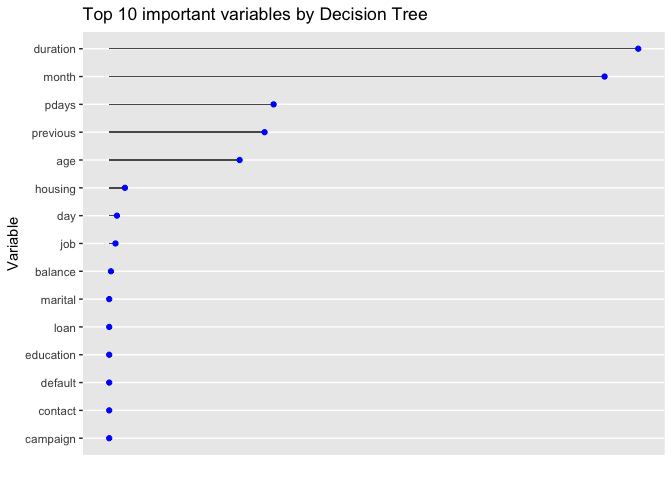 Top 10 important variables by Decision Tree
duration
month
pdays
previous
age
housing
day
job
balance
marital
loan
education
default
contact
campaign
Variable